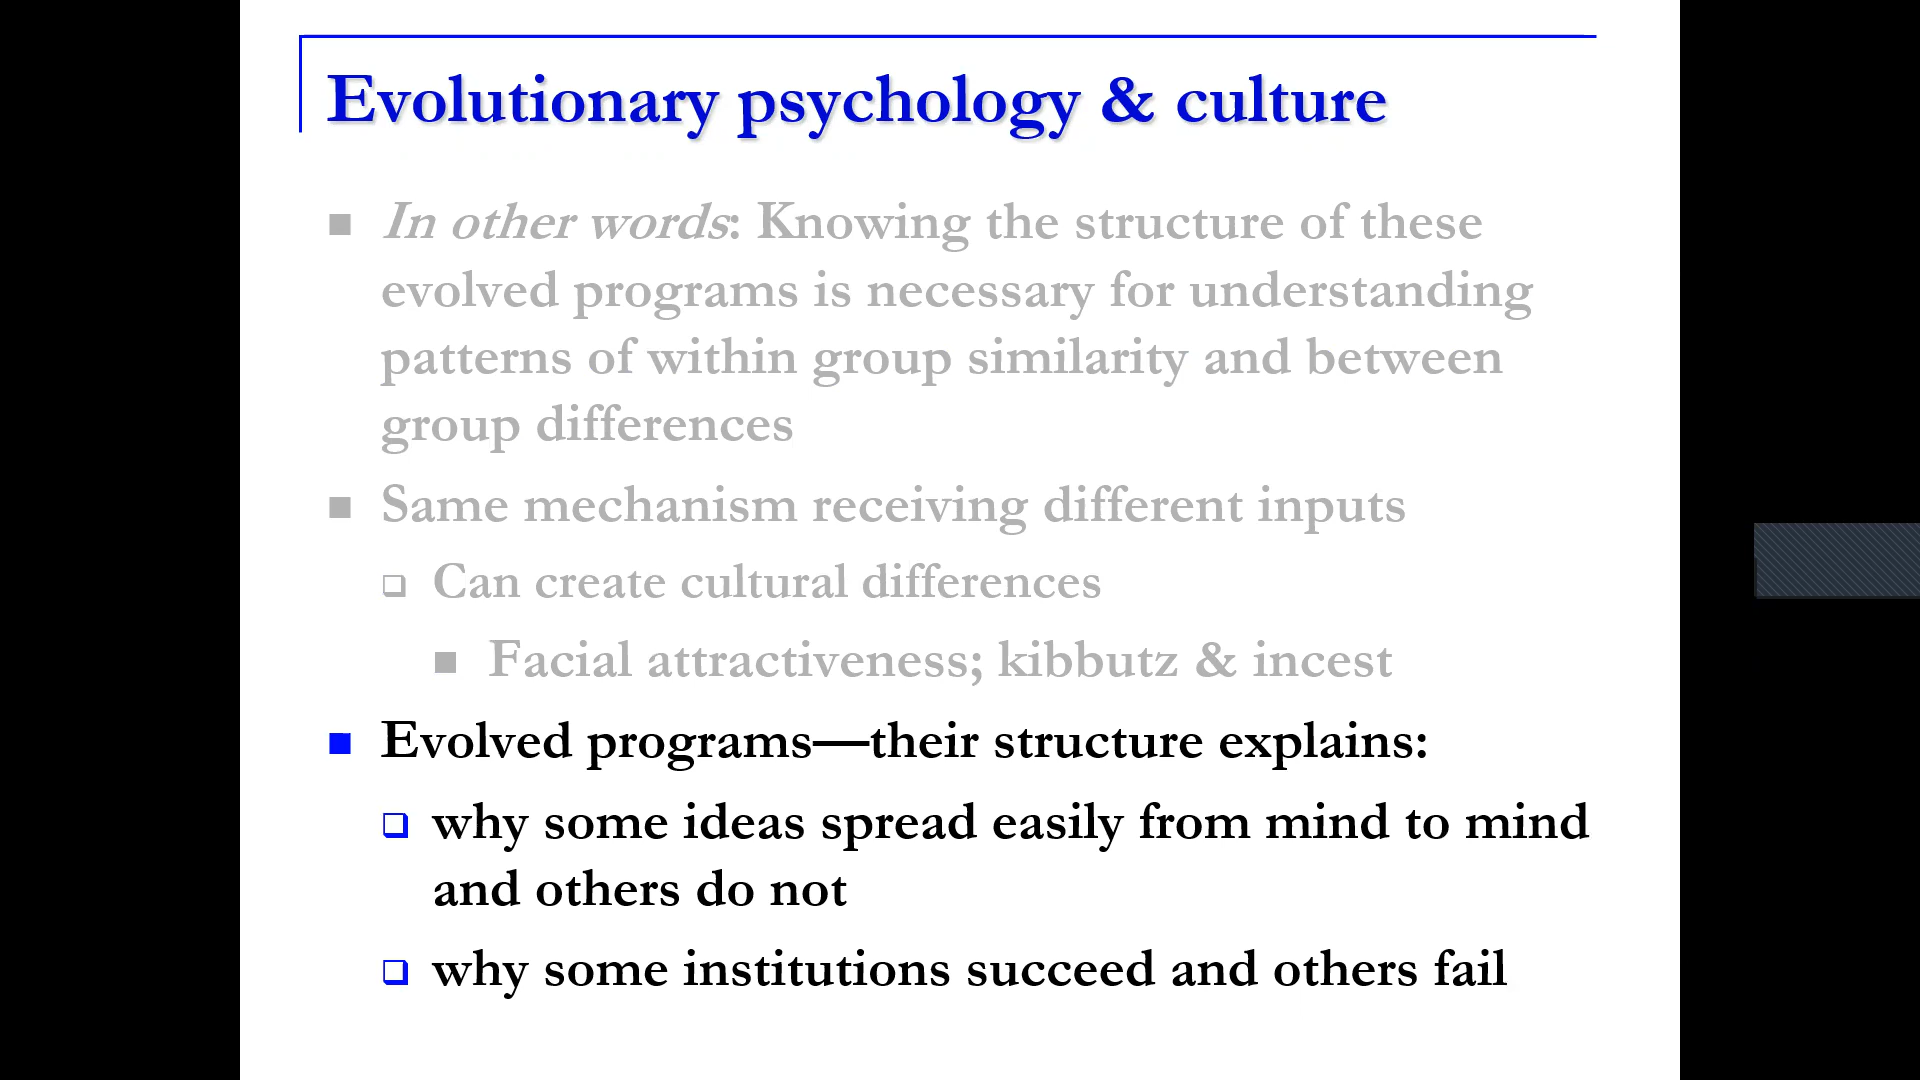 Evolutionary psychology & culture
In other words: Knowing the structure of these
evolved programs is necessary for understanding
patterns of within group similarity and between
group differences
Same mechanism receiving different inputs
Can create cultural differences
Facial attractiveness; kibbutz & incest
Evolved programs—their structure explains:
why some ideas spread easily from mind to mind
and others do not
why some institutions succeed and others fail